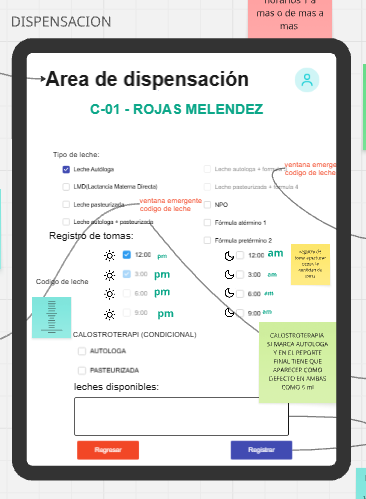 horarios 1 a
mas o de mas a
mas
DISPENSACION
Area de dispensación
C-01 - ROJAS MELENDEZ
Tipo de leche:
Leche Autóloga
Leche autologa + formula
ventana emerge
codigo de leche
LMD(Lactancia Materna Directa)
Leche pasteurizada + formula 4
Leche pasteurizada
ventana emergente
codigo de leche
NPO
Leche autologa + pasteurizada
Fórmula atérmino 1
Registro de tomas:
Fórmula pretérmino 2
12:00 pm
12:00 am
3:00 pm
3:00 am
Codigo de leche
6:00 pm
6:00 am
9:00 pm
9:00 am
CALOSTROTERAPI (CONDICIONAL)
AUTOLOGA
PASTEURIZADA
CALOSTROTERAPIA
SI MARCA AUTOLOGA
Y EN EL REPORTE
FINAL TIENE QUE
APARECER COMO
DEFECTO EN AMBAS
COMO 5 ml
leches disponibles:
Regresar
Registrar